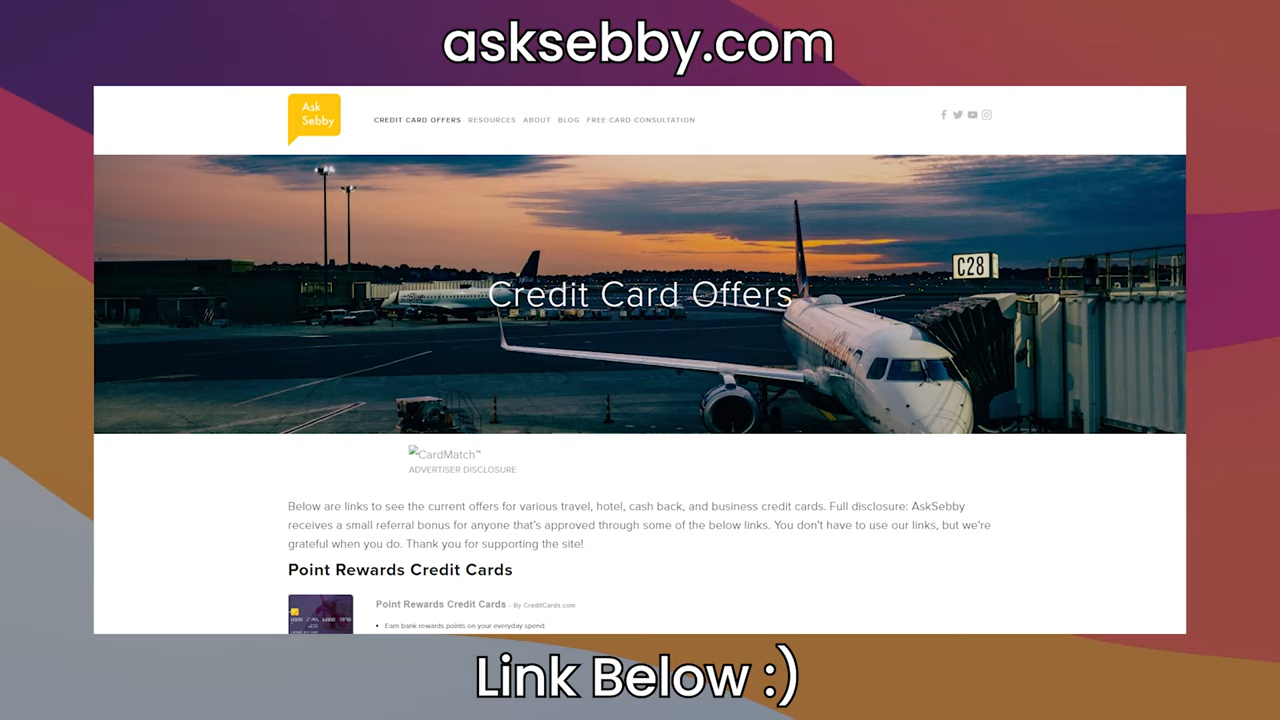 asksebby.com
Ask
Sebby
CREDIT CARD OFFERS RESOURCES ABOUT BLOG FREE CARD CONSULTATION
C28
Credit Card Offers
CardMatch™
ADVERTISER DISCLOSURE
Below are links to see the current offers for various travel, hotel, cash back, and business credit cards. Full disclosure: AskSebby
receives a small referral bonus for anyone that's approved through some of the below links. You don't have to use our links, but we're
grateful when you do. Thank you for supporting the site!
Point Rewards Credit Cards
Point Rewards Credit Cards - By CreditCards.com
• Earn bank rewards points on your everyday spend.
Link Below :)